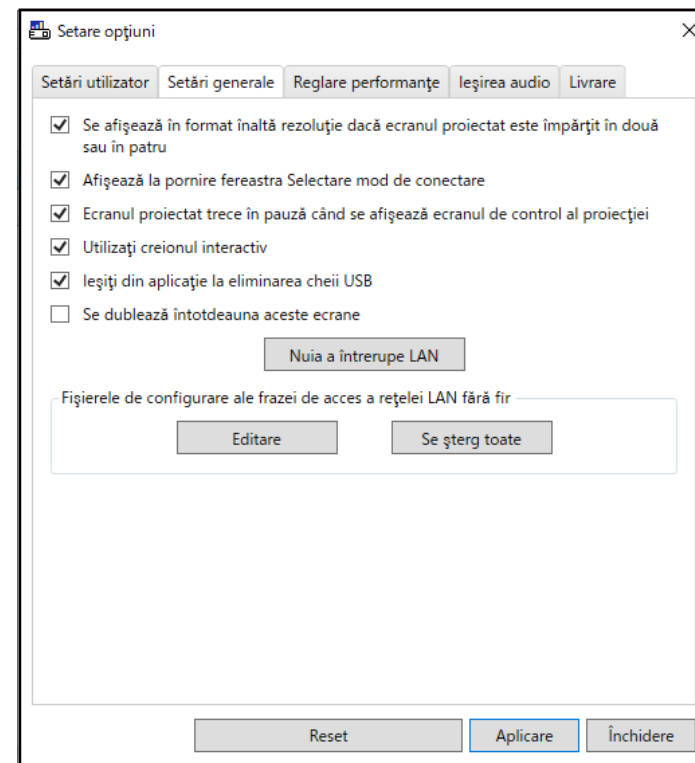 Setare opţiuni
Setări utilizator Setări generale Reglare performanţe Ieşirea audio Livrare
Se afişează în format înaltă rezoluţie dacă ecranul proiectat este împărţit în două
sau în patru
Afişează la pornire fereastra Selectare mod de conectare
Ecranul proiectat trece în pauză când se afişează ecranul de control al proiecţiei
Utilizaţi creionul interactiv
Ieşiţi din aplicaţie la eliminarea cheii USB
Se dublează întotdeauna aceste ecrane
Nuia a întrerupe LAN
Fişierele de configurare ale frazei de acces a reţelei LAN fără fir
Editare Se şterg toate
Reset Aplicare Închidere